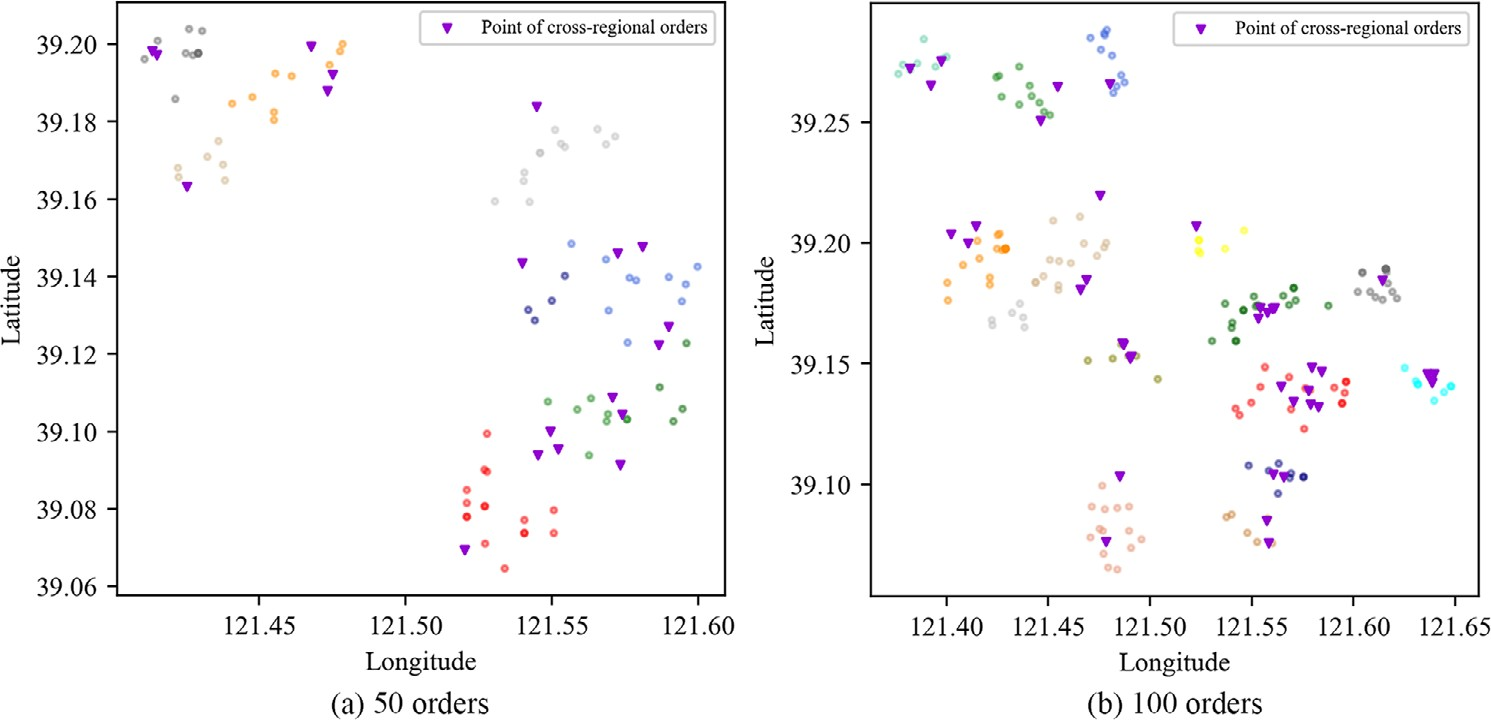 Point of cross-regional orders
39.20
39.18
39.16
39.14
39.12
39.10
39.08
39.06
Latitude
121.45 121.50 121.55 121.60
Longitude
(a) 50 orders
Point of cross-regional orders
39.25
39.20
39.15
39.10
Latitude
121.40 121.45 121.50 121.55 121.60 121.65
Longitude
(b) 100 orders